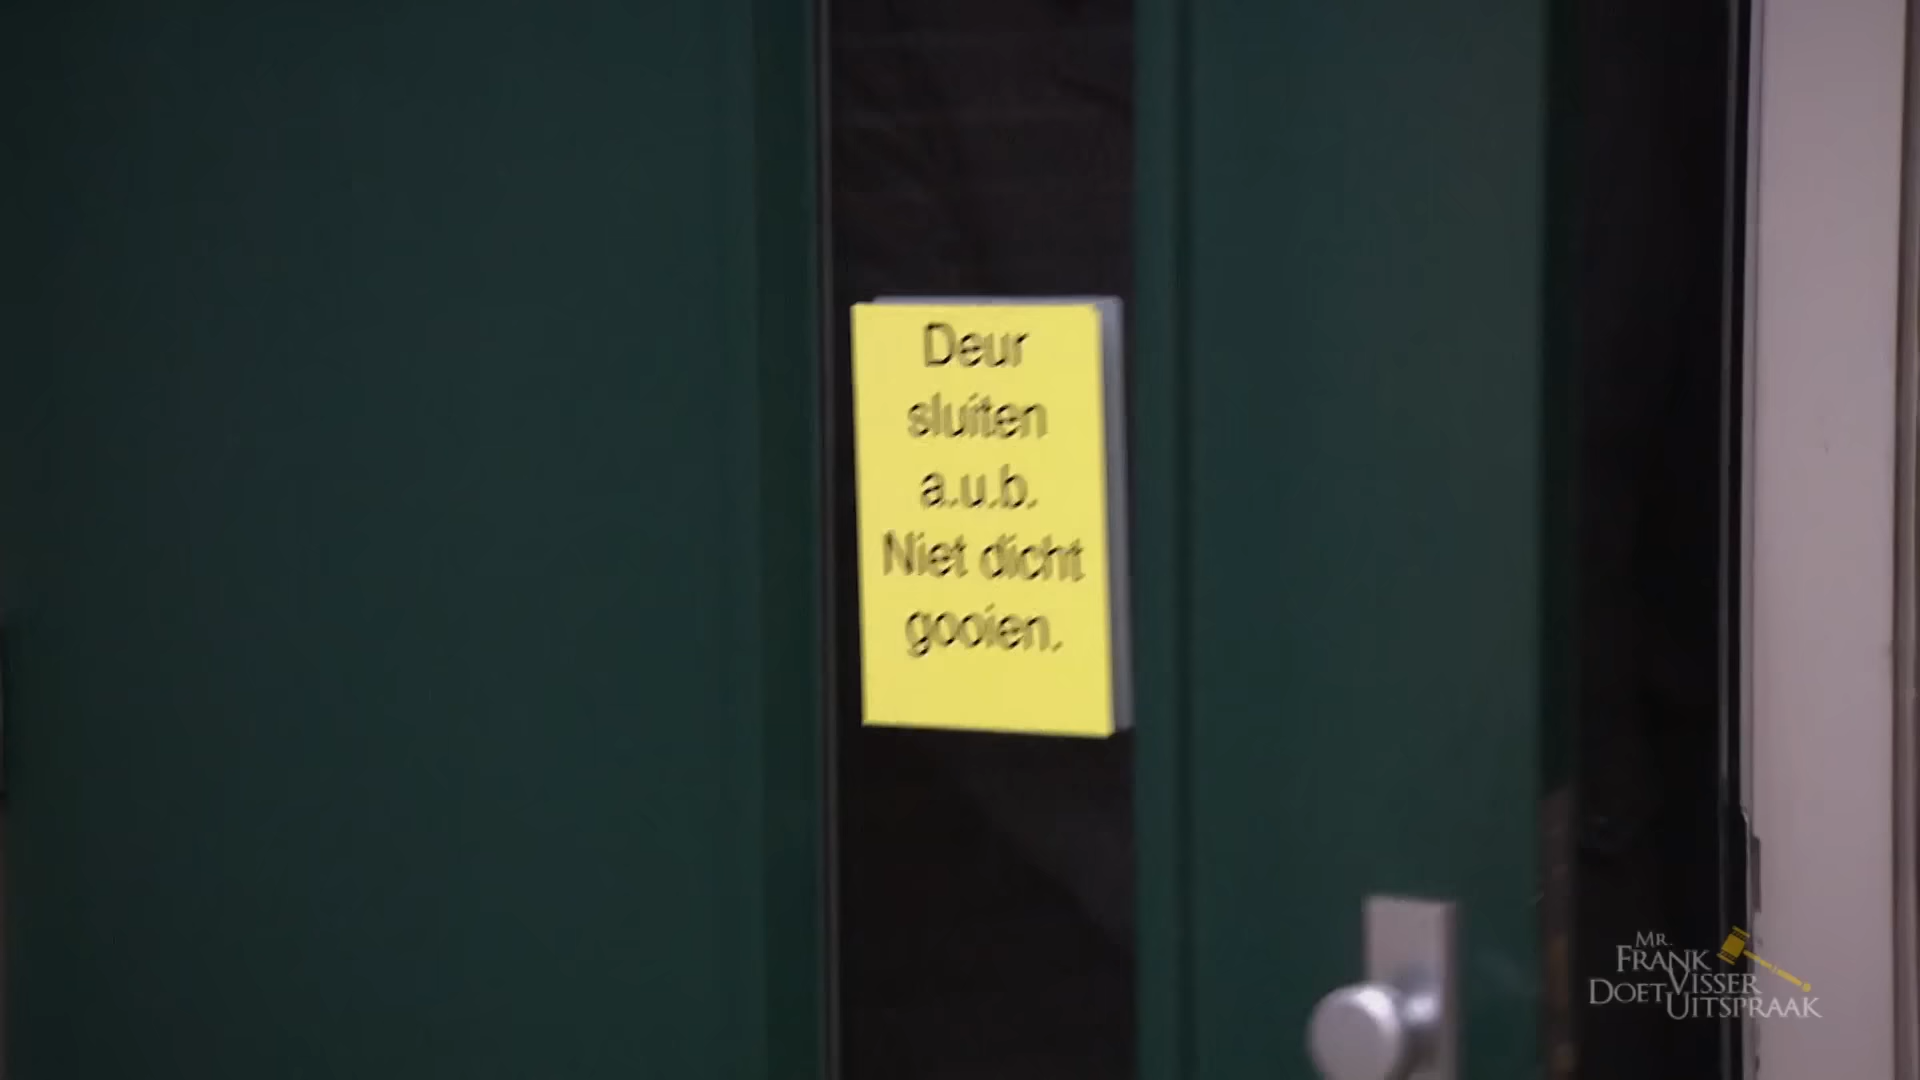 Deur
sluiten
a.u.b.
Niet dicht
gooien.
MR.
FRANK
VISSER
DOET
UITSPRAAK